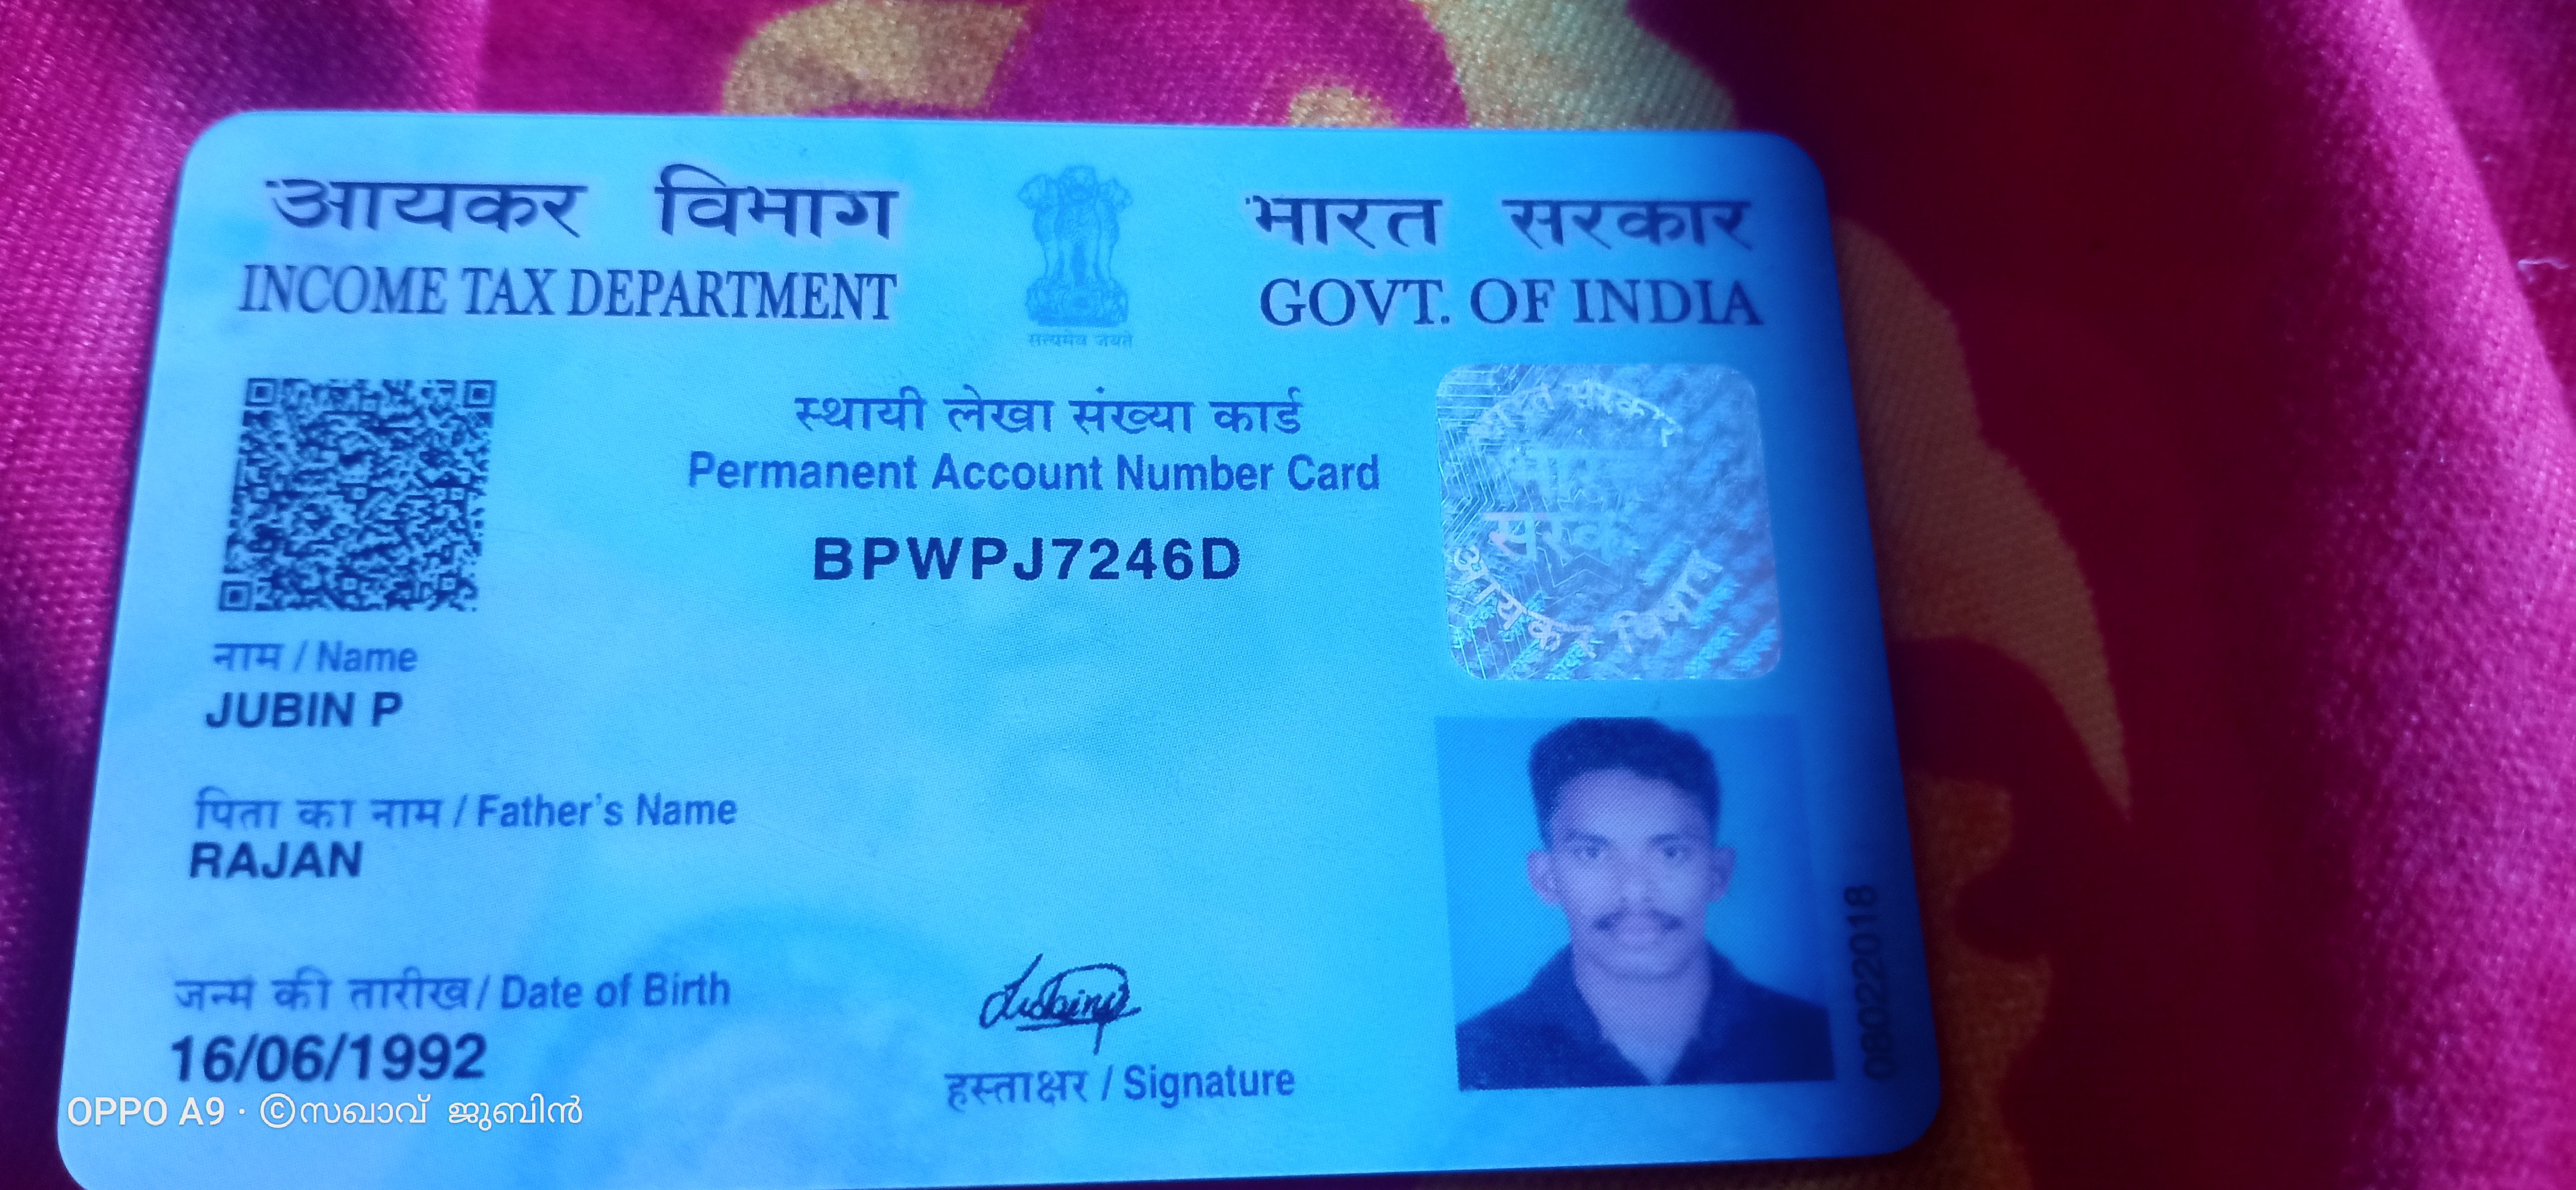 आयकर विभाग
INCOME TAX DEPARTMENT
सत्यमेव जयते
भारत सरकार
GOVT. OF INDIA
स्थायी लेखा संख्या कार्ड
Permanent Account Number Card
BPWPJ7246D
भारत सरकार
आयकर विभाग
नाम / Name
JUBIN P
पिता का नाम / Father's Name
RAJAN
जन्म की तारीख / Date of Birth
16/06/1992
हस्ताक्षर / Signature
08022018
OPPO A9 · ©സഖാവ് ജുബിൻ